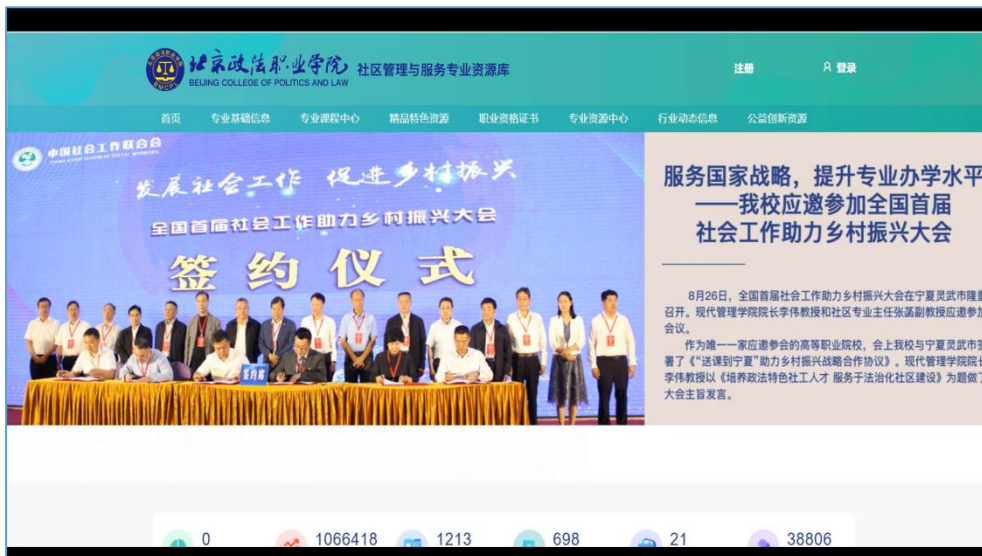 北京政法职业学院 社区管理与服务专业资源库
BEIJING COLLEGE OF POLITICS AND LAW
BMCPL
注册 登录
首页 专业基础信息 专业课程中心 精品特色资源 职业资格证书 专业资源中心 行业动态信息 公益创新资源
中国社会工作联合会
发展社会工作 促进乡村振兴
全国首届社会工作助力乡村振兴大会
签约仪式
签约席
服务国家战略，提升专业办学水平
——我校应邀参加全国首届
社会工作助力乡村振兴大会
8月26日，全国首届社会工作助力乡村振兴大会在宁夏灵武市隆重
召开。现代管理学院院长李伟教授和社区专业主任张菡副教授应邀参加
会议。
作为唯一一家应邀参会的高等职业院校，会上我校与宁夏灵武市签
署了《“送课到宁夏”助力乡村振兴战略合作协议》。现代管理学院院长
李伟教授以《培养政法特色社工人才 服务于法治化社区建设》为题做了
大会主旨发言。
0 1066418 1213 698 21 38806